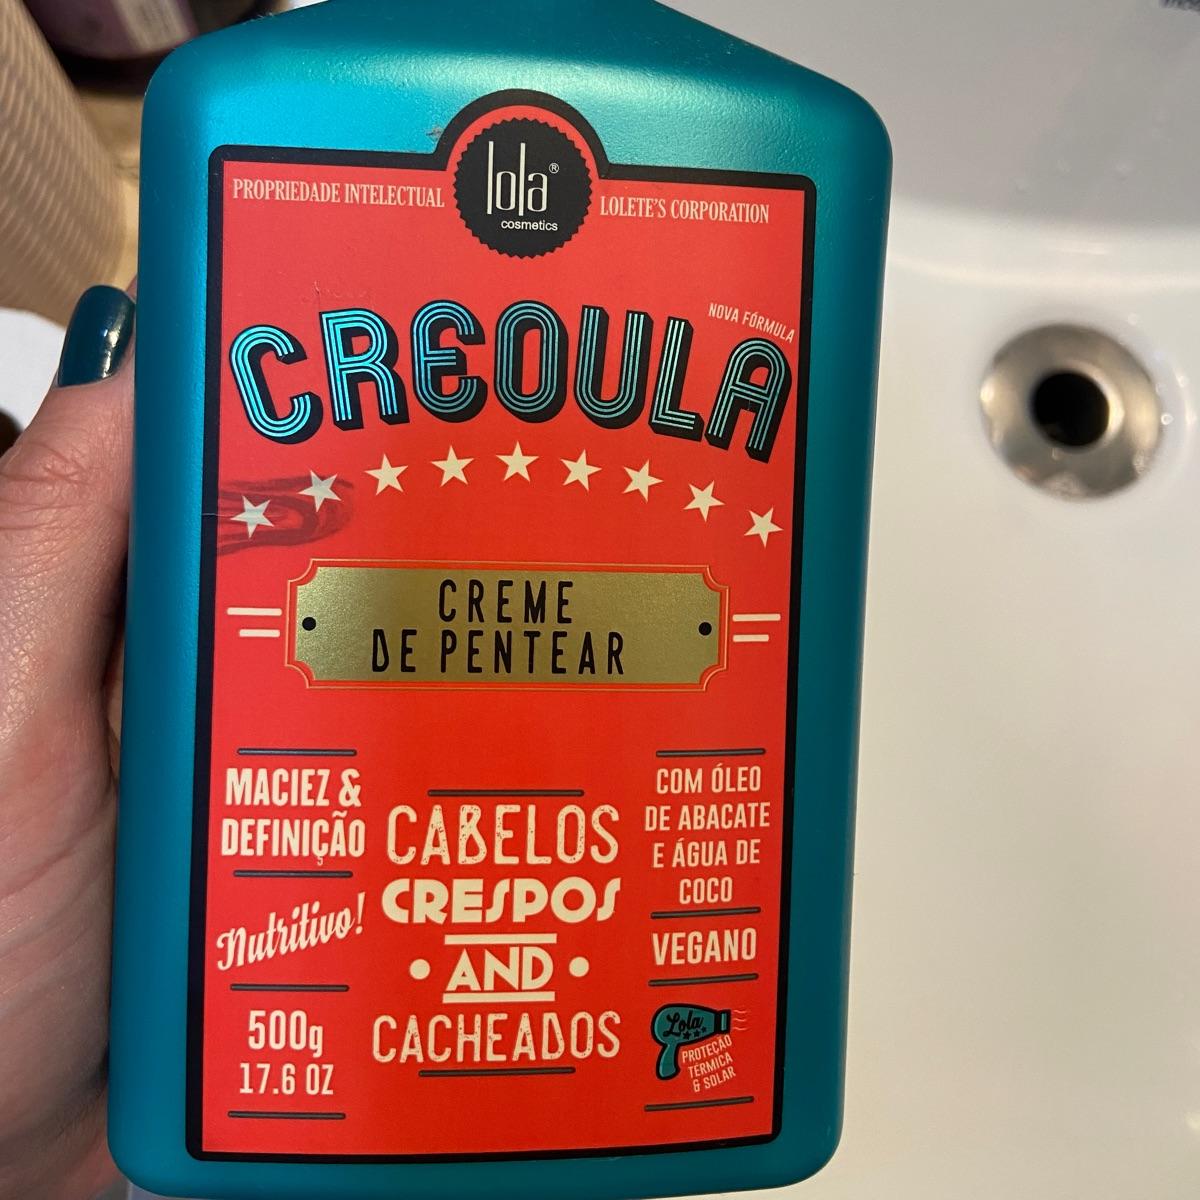 lola®
cosmetics
PROPRIEDADE INTELECTUAL
LOLETE'S CORPORATION
NOVA FÓRMULA
CREOULA
CREME
DE PENTEAR
MACIEZ &
DEFINIÇÃO
Nutritivo!
500g
17.6 OZ
CABELOS
CRESPOS
• AND •
CACHEADOS
COM ÓLEO
DE ABACATE
E ÁGUA DE
COCO
VEGANO
Lola
PROTEÇÃO
TÉRMICA
& SOLAR